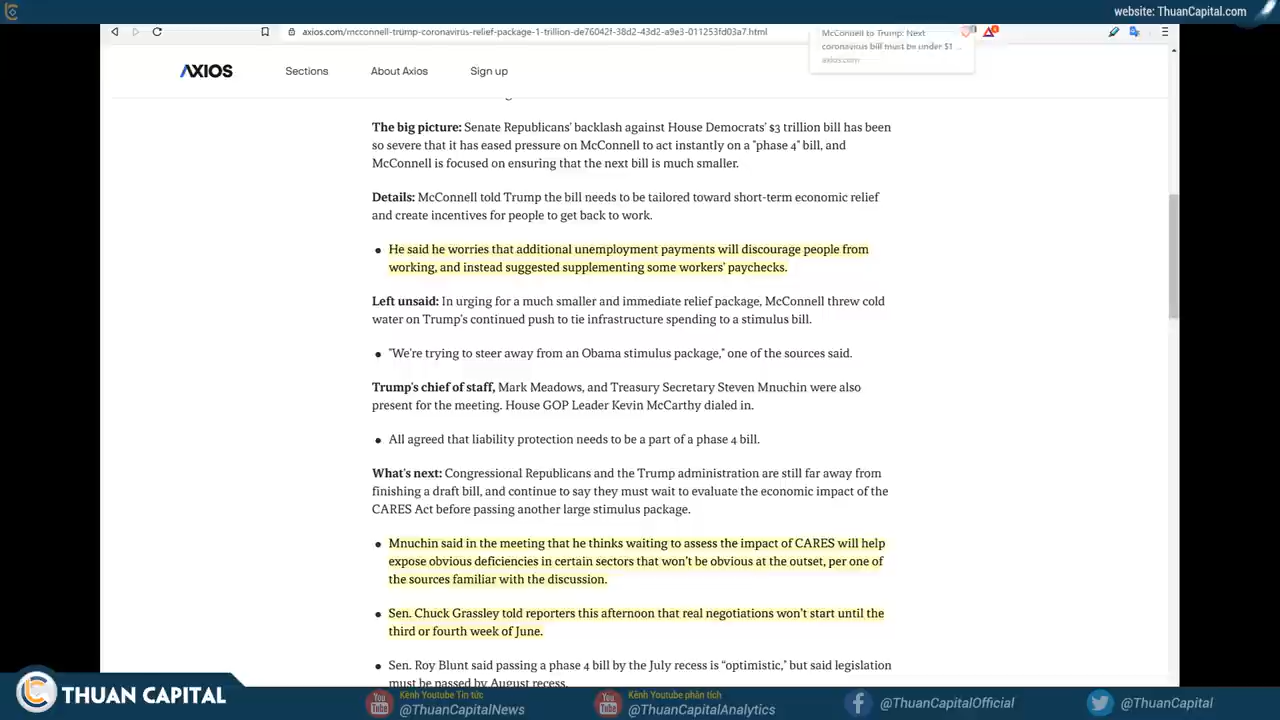 website: ThuanCapital.com
axios.com/mcconnell-trump-coronavirus-relief-package-1-trillion-de76042f-38d2-43d2-a9e3-011253fd03a7.html
McConnell to Trump: Next
coronavirus bill must be under $1 ...
axios.com
AXIOS
Sections
About Axios
Sign up
The big picture: Senate Republicans' backlash against House Democrats' $3 trillion bill has been
so severe that it has eased pressure on McConnell to act instantly on a "phase 4" bill, and
McConnell is focused on ensuring that the next bill is much smaller.
Details: McConnell told Trump the bill needs to be tailored toward short-term economic relief
and create incentives for people to get back to work.
• He said he worries that additional unemployment payments will discourage people from
working, and instead suggested supplementing some workers' paychecks.
Left unsaid: In urging for a much smaller and immediate relief package, McConnell threw cold
water on Trump's continued push to tie infrastructure spending to a stimulus bill.
• "We're trying to steer away from an Obama stimulus package," one of the sources said.
Trump's chief of staff, Mark Meadows, and Treasury Secretary Steven Mnuchin were also
present for the meeting. House GOP Leader Kevin McCarthy dialed in.
• All agreed that liability protection needs to be a part of a phase 4 bill.
What's next: Congressional Republicans and the Trump administration are still far away from
finishing a draft bill, and continue to say they must wait to evaluate the economic impact of the
CARES Act before passing another large stimulus package.
• Mnuchin said in the meeting that he thinks waiting to assess the impact of CARES will help
expose obvious deficiencies in certain sectors that won't be obvious at the outset, per one of
the sources familiar with the discussion.
• Sen. Chuck Grassley told reporters this afternoon that real negotiations won't start until the
third or fourth week of June.
• Sen. Roy Blunt said passing a phase 4 bill by the July recess is "optimistic," but said legislation
must be passed by August recess.
THUAN CAPITAL
Kênh Youtube Tin tức
@ThuanCapitalNews
Kênh Youtube phân tích
@ThuanCapitalAnalytics
@ThuanCapitalOfficial
@ThuanCapital